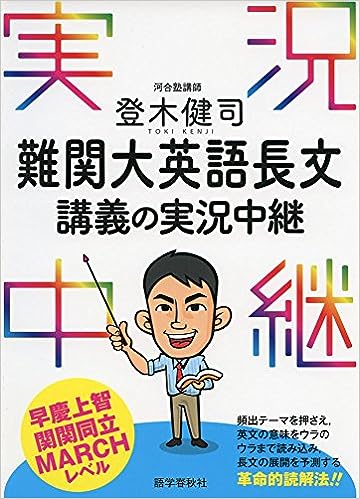 実況
河合塾講師
登木健司
TOKI KENJI
難関大英語長文
講義の実況中継
中継
早慶上智
関関同立
MARCH
レベル
頻出テーマを押さえ,
英文の意味をウラの
ウラまで読み込み,
長文の展開を予測する
革命的読解法!!
語学春秋社